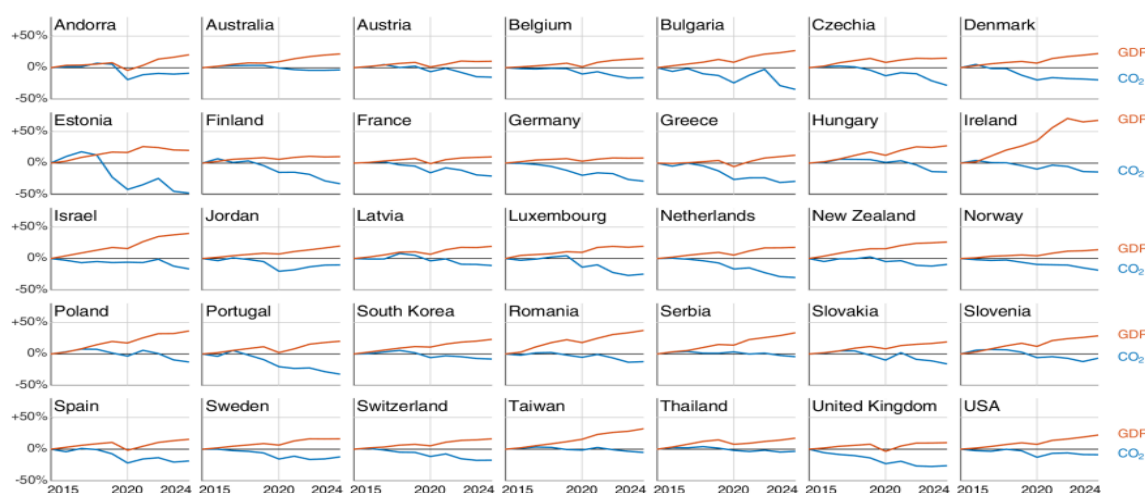 Andorra Australia Austria Belgium Bulgaria Czechia Denmark
+50%
GDP
0%
CO₂
-50%
Estonia Finland France Germany Greece Hungary Ireland
+50%
GDP
0%
CO₂
-50%
Israel Jordan Latvia Luxembourg Netherlands New Zealand Norway
+50%
GDP
0%
CO₂
-50%
Poland Portugal South Korea Romania Serbia Slovakia Slovenia
+50%
GDP
0%
CO₂
-50%
Spain Sweden Switzerland Taiwan Thailand United Kingdom USA
+50%
GDP
0%
CO₂
-50%
2015 2020 2024 2015 2020 2024 2015 2020 2024 2015 2020 2024 2015 2020 2024 2015 2020 2024 2015 2020 2024